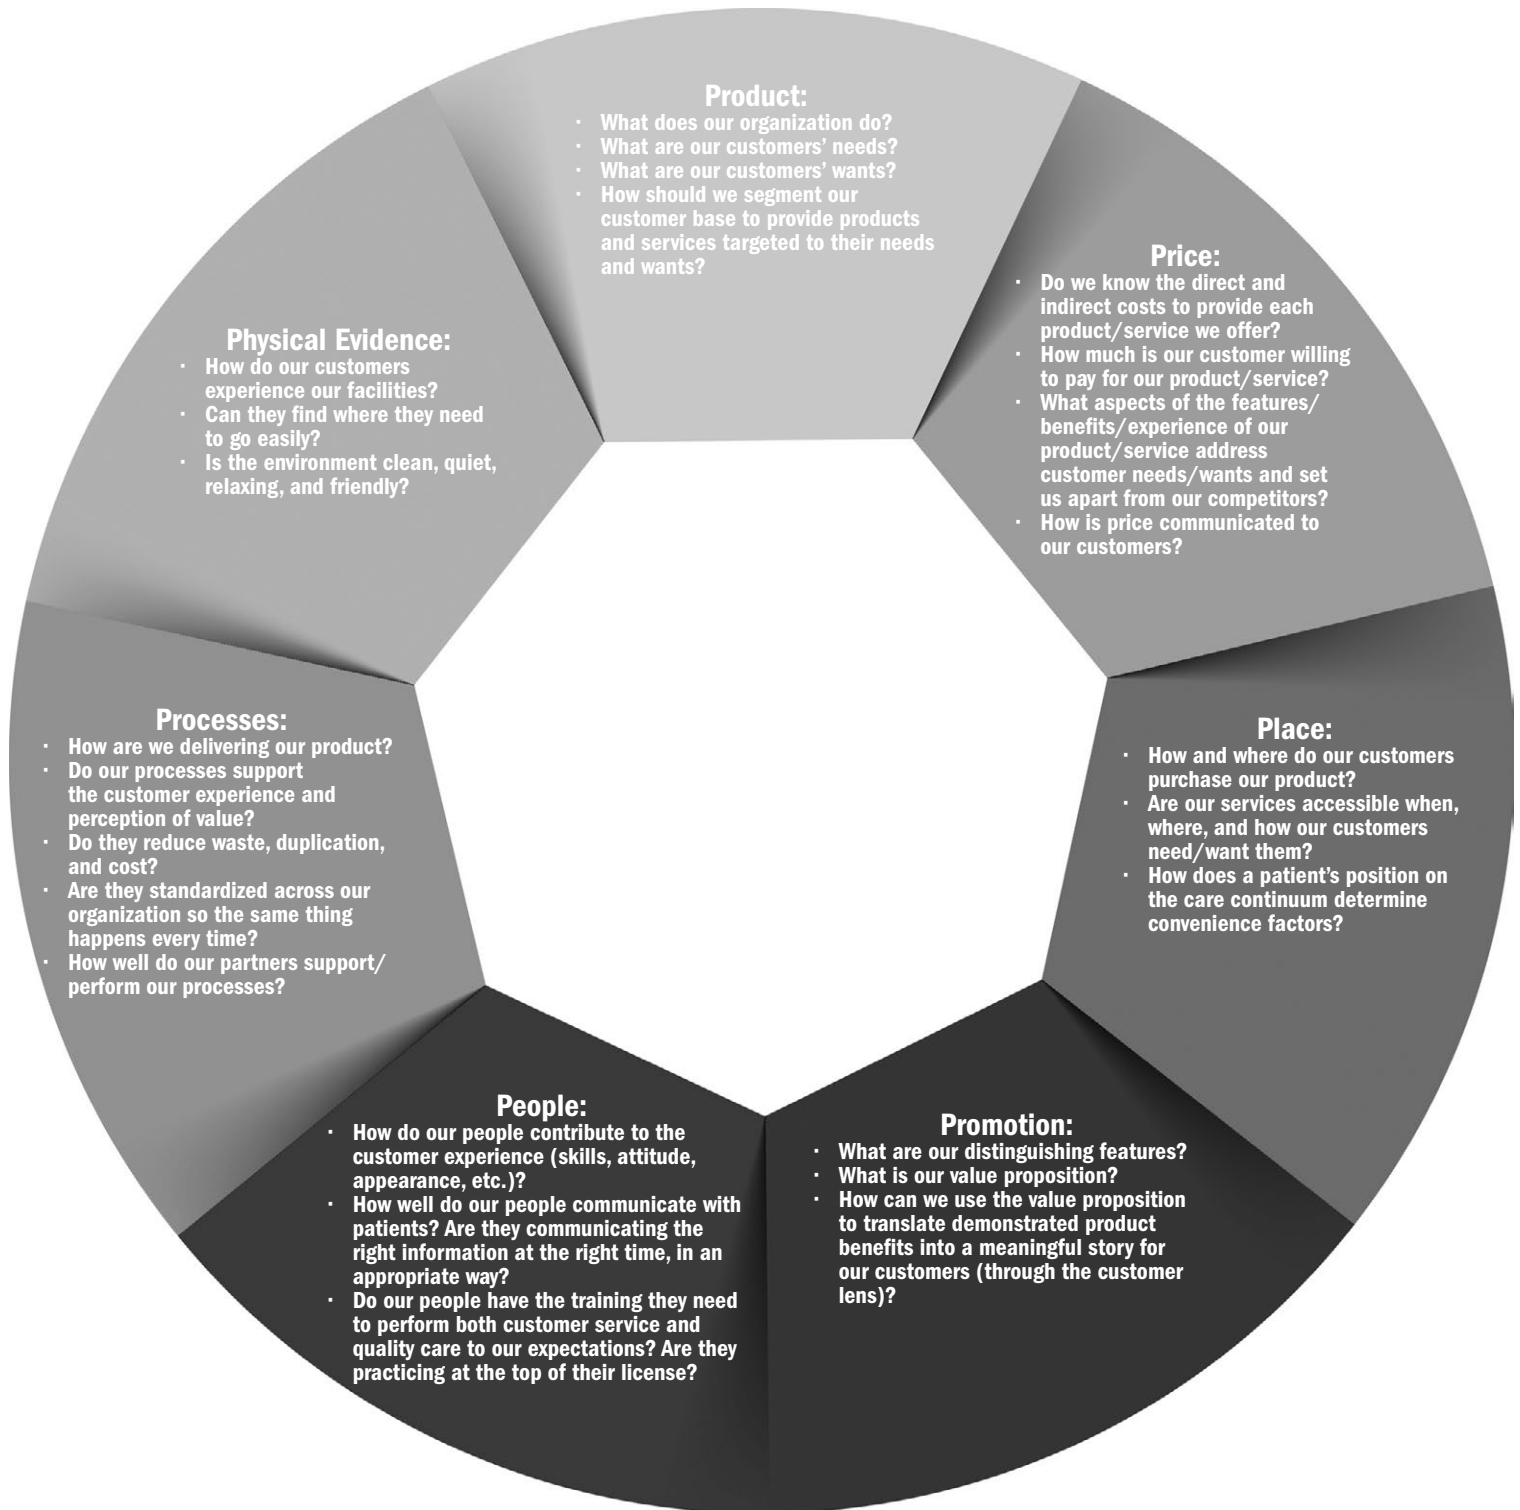 Product:
· What does our organization do?
· What are our customers’ needs?
· What are our customers’ wants?
· How should we segment our
customer base to provide products
and services targeted to their needs
and wants?
Price:
· Do we know the direct and
indirect costs to provide each
product/service we offer?
· How much is our customer willing
to pay for our product/service?
· What aspects of the features/
benefits/experience of our
product/service address
customer needs/wants and set
us apart from our competitors?
· How is price communicated to
our customers?
Place:
· How and where do our customers
purchase our product?
· Are our services accessible when,
where, and how our customers
need/want them?
· How does a patient’s position on
the care continuum determine
convenience factors?
Promotion:
· What are our distinguishing features?
· What is our value proposition?
· How can we use the value proposition
to translate demonstrated product
benefits into a meaningful story for
our customers (through the customer
lens)?
People:
· How do our people contribute to the
customer experience (skills, attitude,
appearance, etc.)?
· How well do our people communicate with
patients? Are they communicating the
right information at the right time, in an
appropriate way?
· Do our people have the training they need
to perform both customer service and
quality care to our expectations? Are they
practicing at the top of their license?
Processes:
· How are we delivering our product?
· Do our processes support
the customer experience and
perception of value?
· Do they reduce waste, duplication,
and cost?
· Are they standardized across our
organization so the same thing
happens every time?
· How well do our partners support/
perform our processes?
Physical Evidence:
· How do our customers
experience our facilities?
· Can they find where they need
to go easily?
· Is the environment clean, quiet,
relaxing, and friendly?